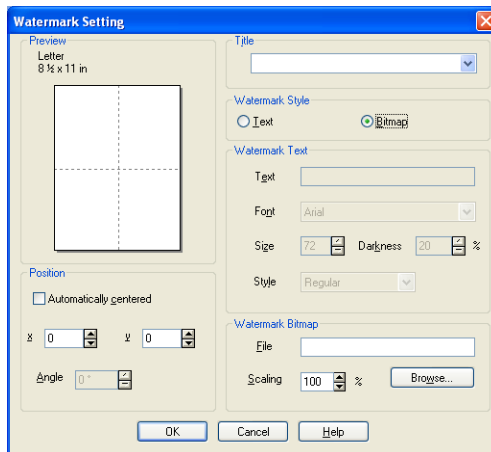 Watermark Setting
Preview
Letter
8 ½ x 11 in
Title
Watermark Style
Text
Bitmap
Watermark Text
Text
Font Arial
Size 72 Darkness 20 %
Style Regular
Position
Automatically centered
x 0 y 0
Angle 0 °
Watermark Bitmap
File
Scaling 100 % Browse...
OK Cancel Help